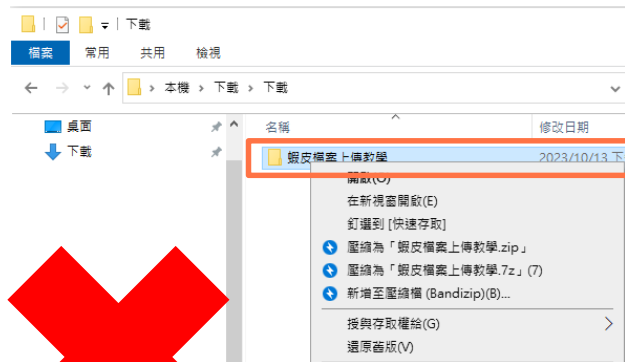 下載
檔案 常用 共用 檢視
本機 > 下載 > 下載
桌面
下載
名稱 修改日期
蝦皮檔案上傳教學 2023/10/13 下
開啟(O)
在新視窗開啟(E)
釘選到 [快速存取]
壓縮為「蝦皮檔案上傳教學.zip」
壓縮為「蝦皮檔案上傳教學.7z」(7)
新增至壓縮檔 (Bandizip)(B)...
授與存取權給(G)
還原舊版(V)